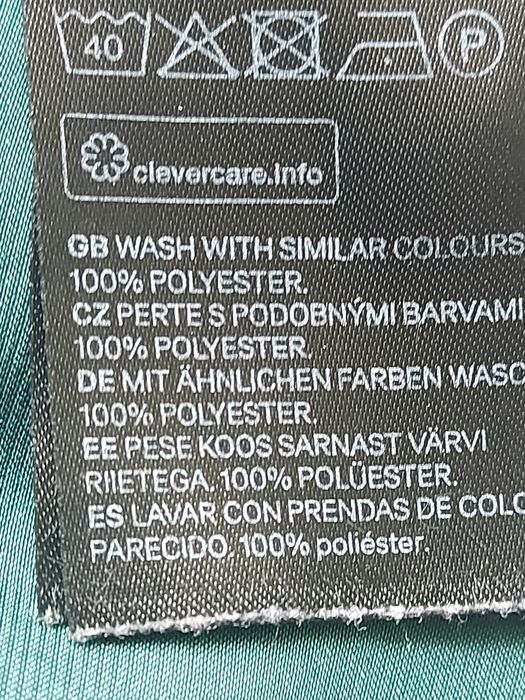 40 P
clevercare.info
GB WASH WITH SIMILAR COLOURS
100% POLYESTER.
CZ PERTE S PODOBNÝMI BARVAMI
100% POLYESTER.
DE MIT ÄHNLICHEN FARBEN WASC
100% POLYESTER.
EE PESE KOOS SARNAST VÄRVI
RIIETEGA. 100% POLÜESTER.
ES LAVAR CON PRENDAS DE COLO
PARECIDO. 100% poliéster.